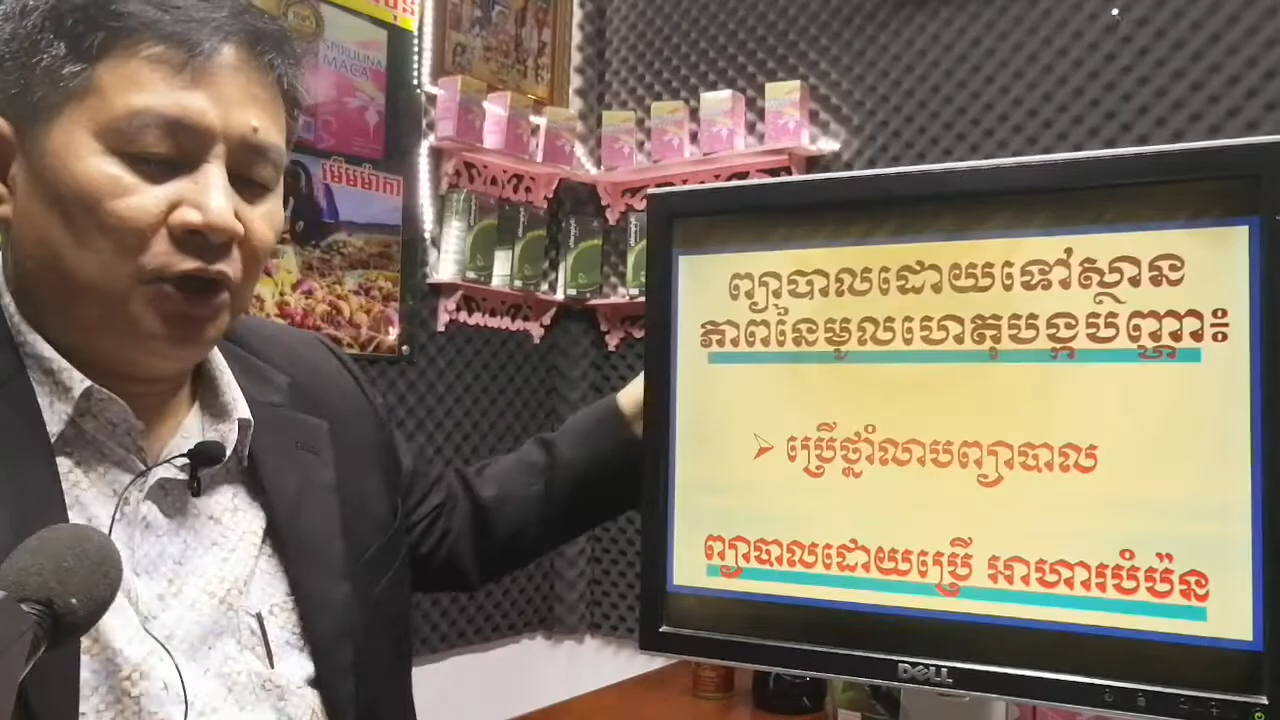 SPIRULINA
MACA
មើមម៉ាកា
ព្យាបាលដោយទៅស្ថាន
ភាពនៃមូលហេតុបង្កបញ្ហា៖
➢ ប្រើថ្នាំលាបព្យាបាល
ព្យាបាលដោយប្រើ អាហារបំប៉ន
DELL